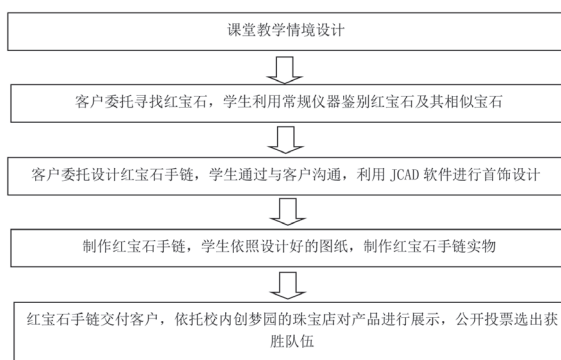 课堂教学情境设计
客户委托寻找红宝石，学生利用常规仪器鉴别红宝石及其相似宝石
客户委托设计红宝石手链，学生通过与客户沟通，利用 JCAD 软件进行首饰设计
制作红宝石手链，学生依照设计好的图纸，制作红宝石手链实物
红宝石手链交付客户，依托校内创梦园的珠宝店对产品进行展示，公开投票选出获
胜队伍